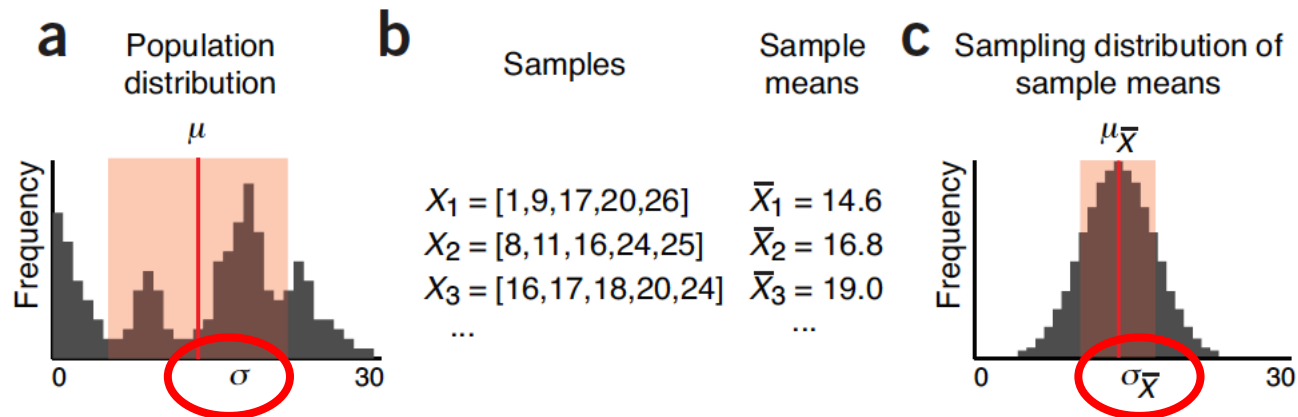 a
Population
distribution
μ
Frequency
0
σ
30
b
Samples
Sample
means
X₁ = [1,9,17,20,26]
X̅₁ = 14.6
X₂ = [8,11,16,24,25]
X̅₂ = 16.8
X₃ = [16,17,18,20,24]
X̅₃ = 19.0
...
...
c
Sampling distribution of
sample means
μ_X̅
Frequency
0
σ_X̅
30